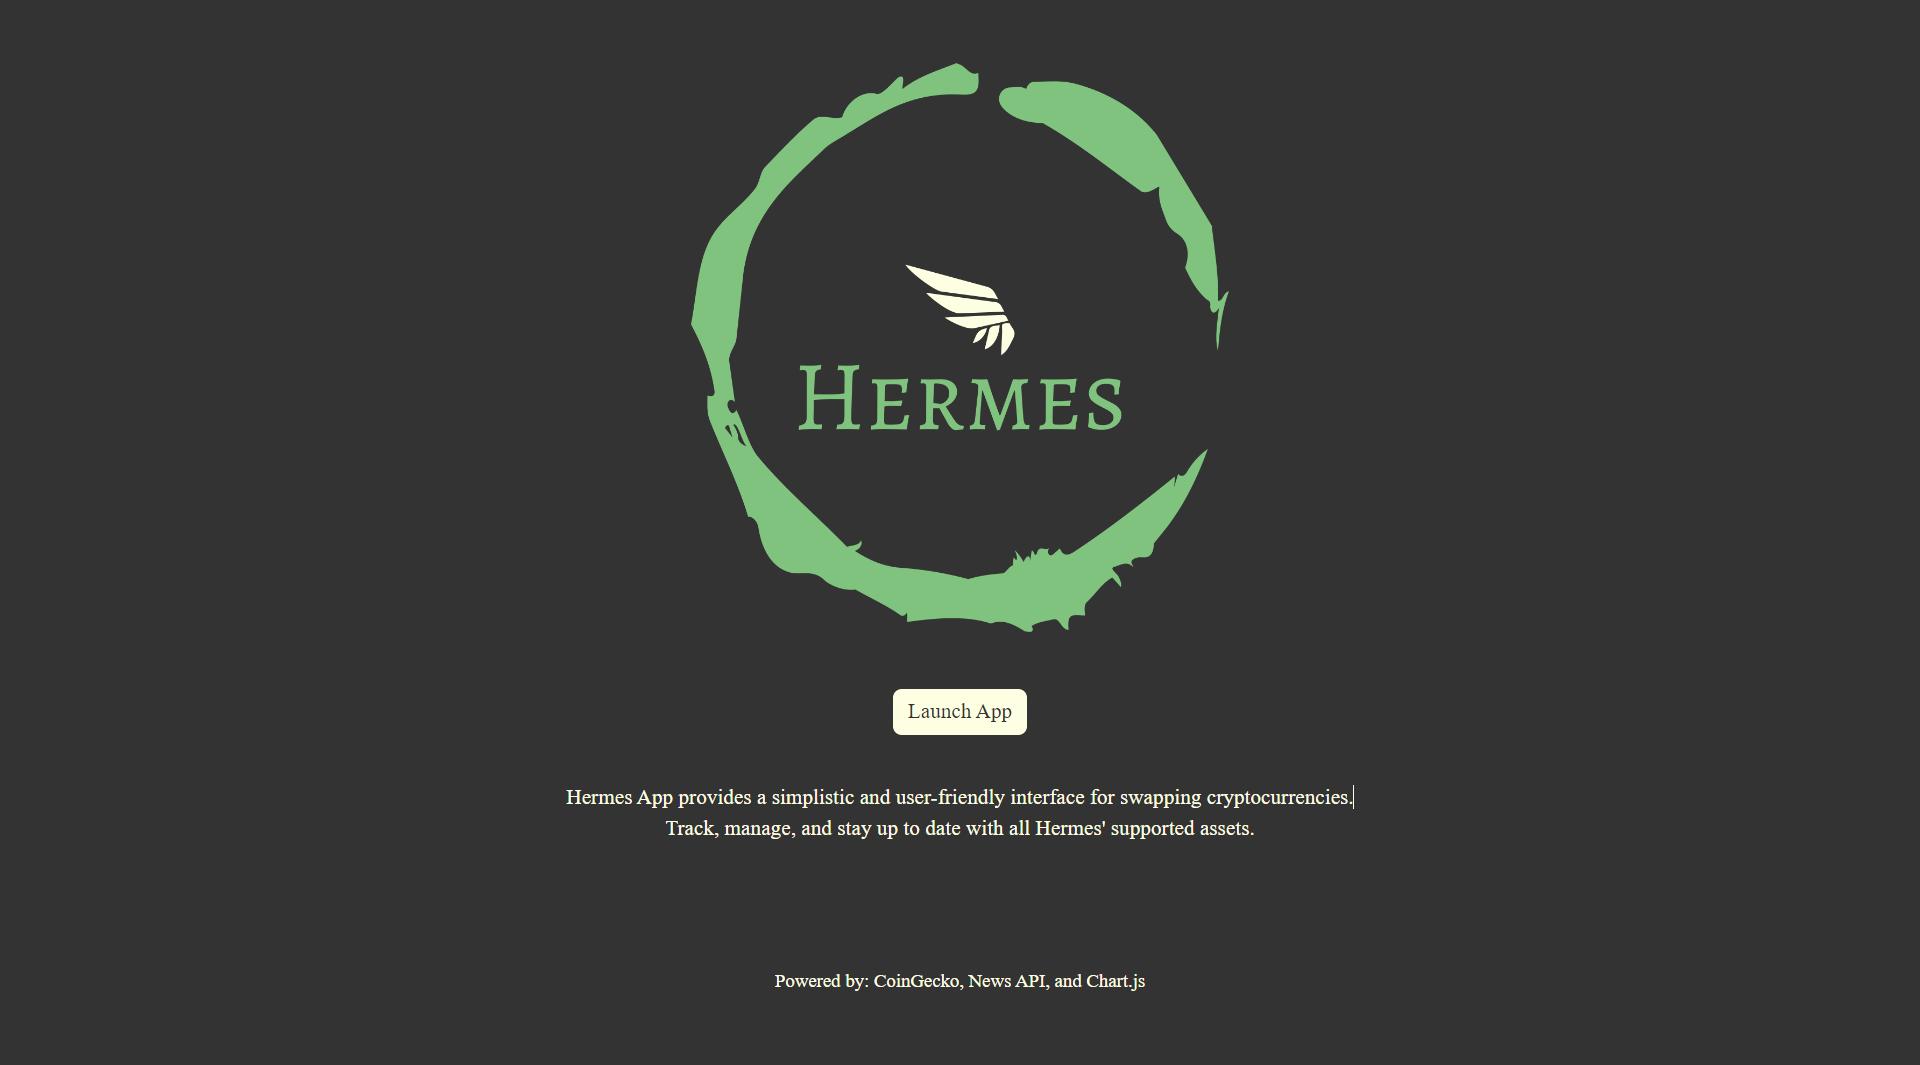 Hermes
Launch App
Hermes App provides a simplistic and user-friendly interface for swapping cryptocurrencies.
Track, manage, and stay up to date with all Hermes' supported assets.
Powered by: CoinGecko, News API, and Chart.js